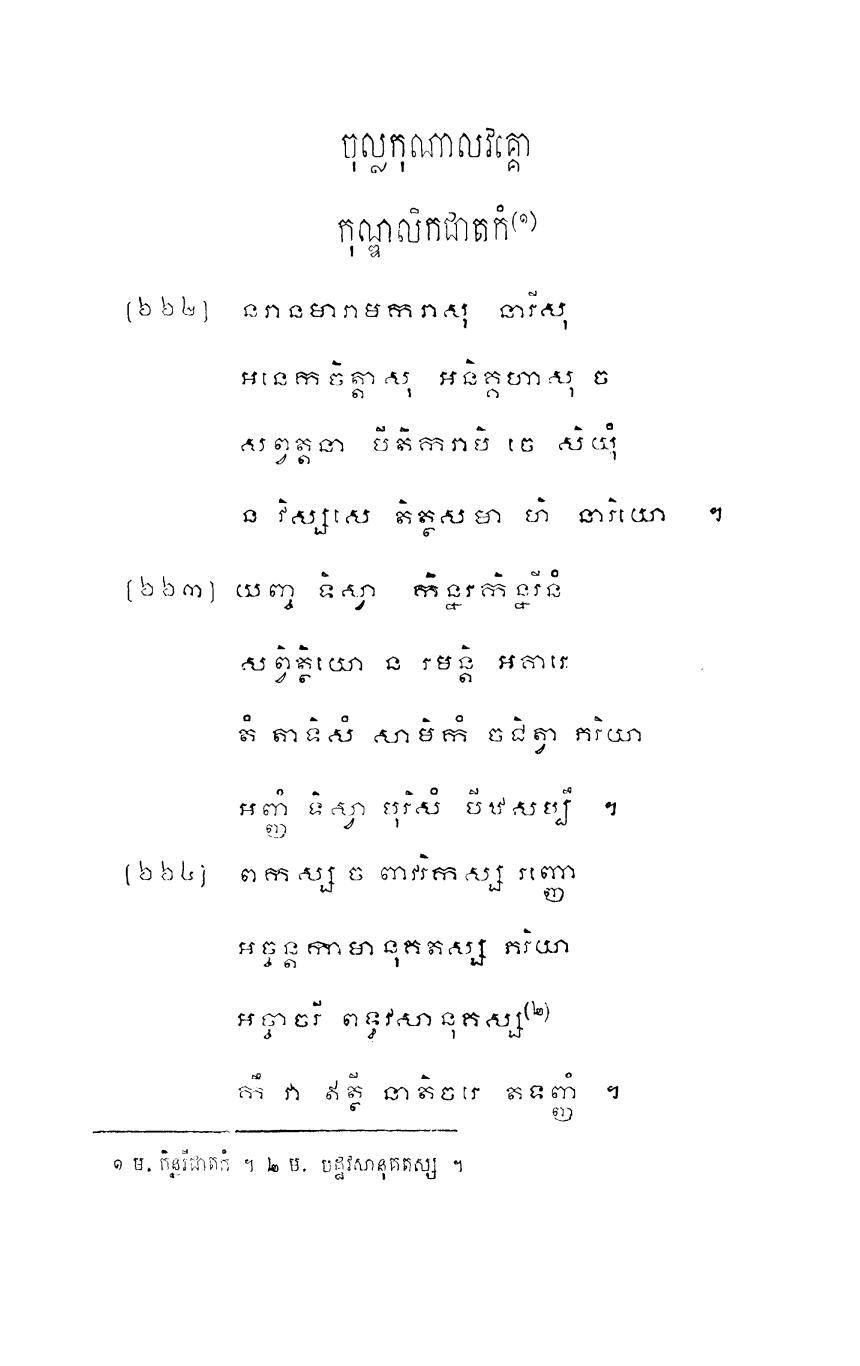 ចុល្លកុណាលវគ្គោ
កុណ្ឌលិកជាតកំ(១)
(៦៦២) នរានមារាមករាសុ នារីសុ
អនេកចិត្តាសុ អនិគ្គហាសុ ច
សព្វត្តនា បីតិការាបិ ចេ សិយុំ
ន វិស្សសេ តិត្ថសមា ហិ នារិយោ ។
(៦៦៣) យញ្ច ទិស្វា កិន្នរកិន្នរីនំ
សព្វិត្ថិយោ ន រមន្តិ អគារេ
តំ តាទិសំ សាមិកំ ចជិត្វា ភរិយា
អញ្ញំ ទិស្វា បុរិសំ បីឋសប្បឹ ។
(៦៦៤) ពកស្ស ច ពាវរិកស្ស រញ្ញោ
អច្ចន្តកាមានុគតស្ស ភរិយា
អច្ចាចរី ពទ្ធវសានុគស្ស(២)
កឹ វា ឥត្ថី នាតិចរេ តទញ្ញំ ។
១ ម. កិន្នរីជាតកំ ។ ២ ម. បដ្ឋវសានុគតស្ស ។